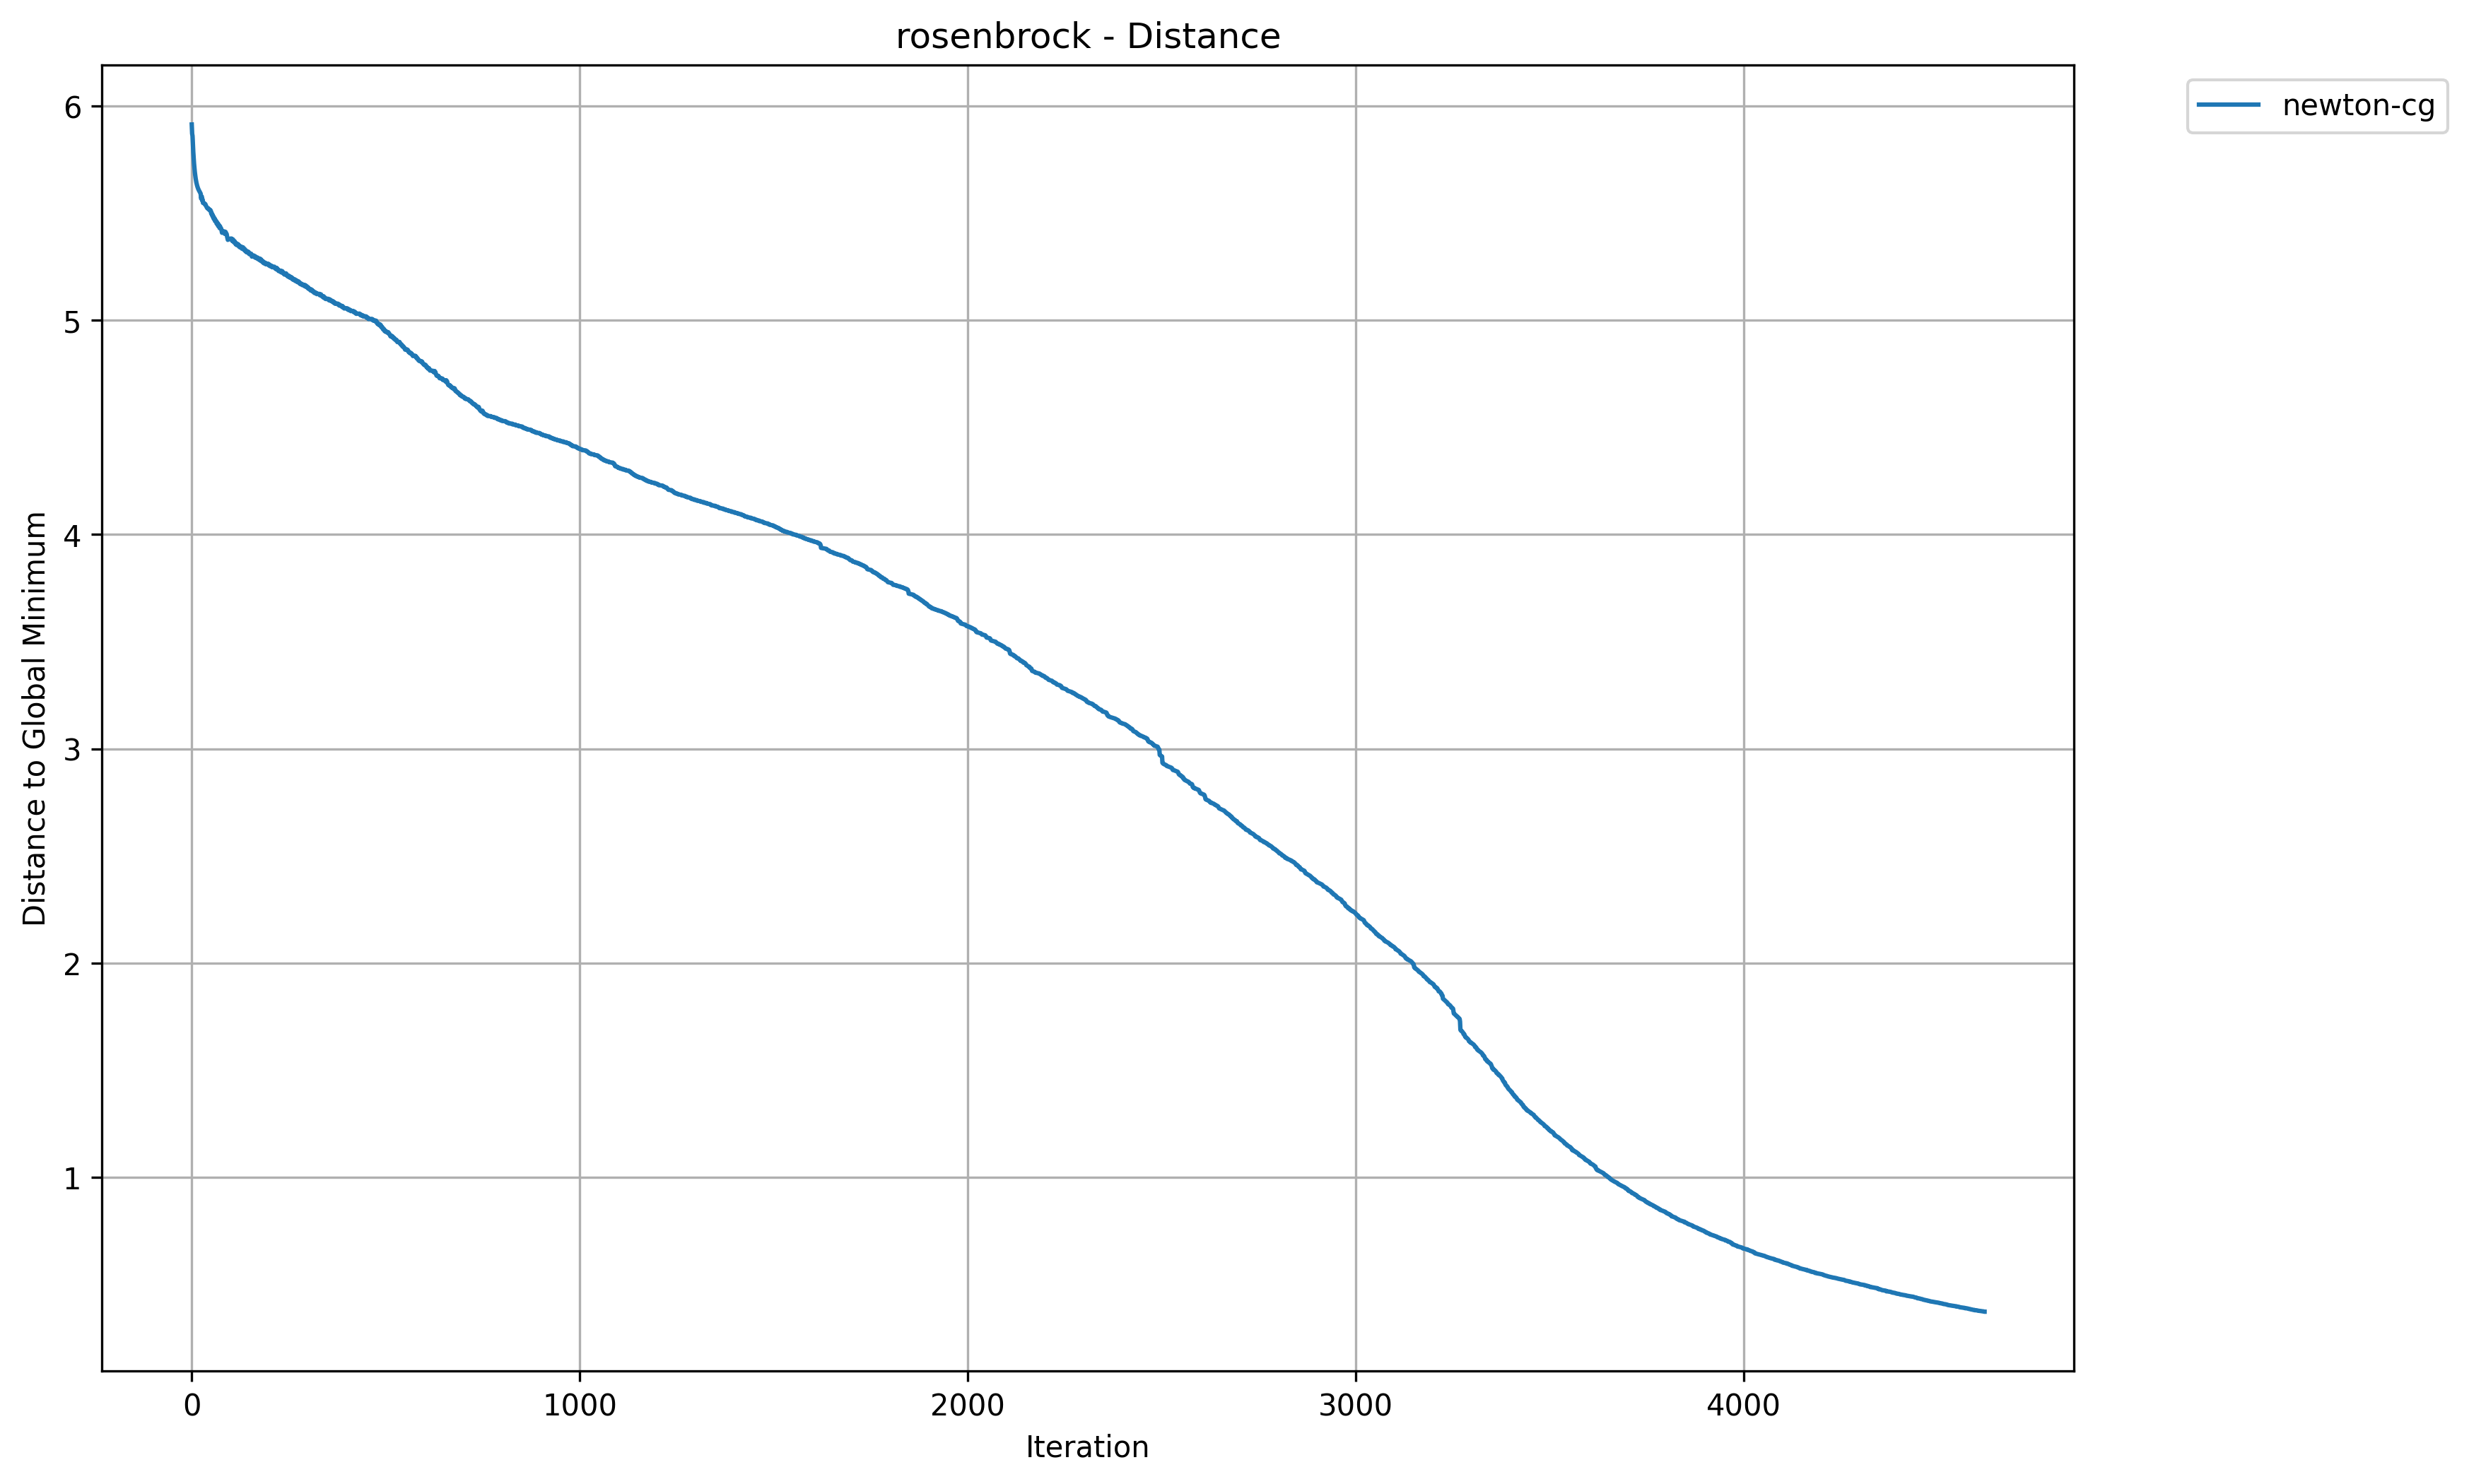 rosenbrock - Distance
newton-cg
Distance to Global Minimum
6
5
4
3
2
1
0 1000 2000 3000 4000
Iteration